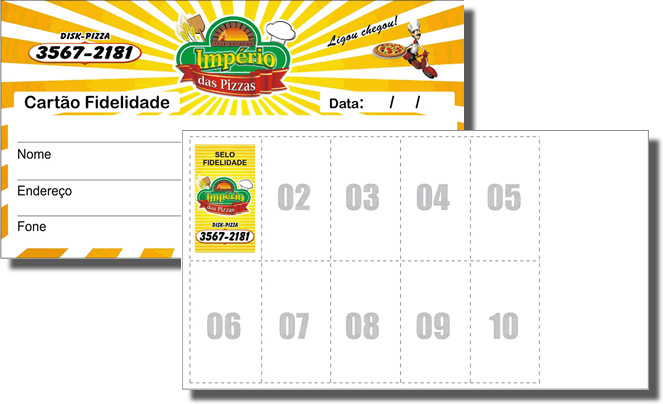 DISK-PIZZA
3567-2181
Império
das Pizzas
Ligou chegou!
Cartão Fidelidade
Data: / /
Nome
Endereço
Fone
SELO
FIDELIDADE
Império
das Pizzas
DISK-PIZZA
3567-2181
02 03 04 05
06 07 08 09 10